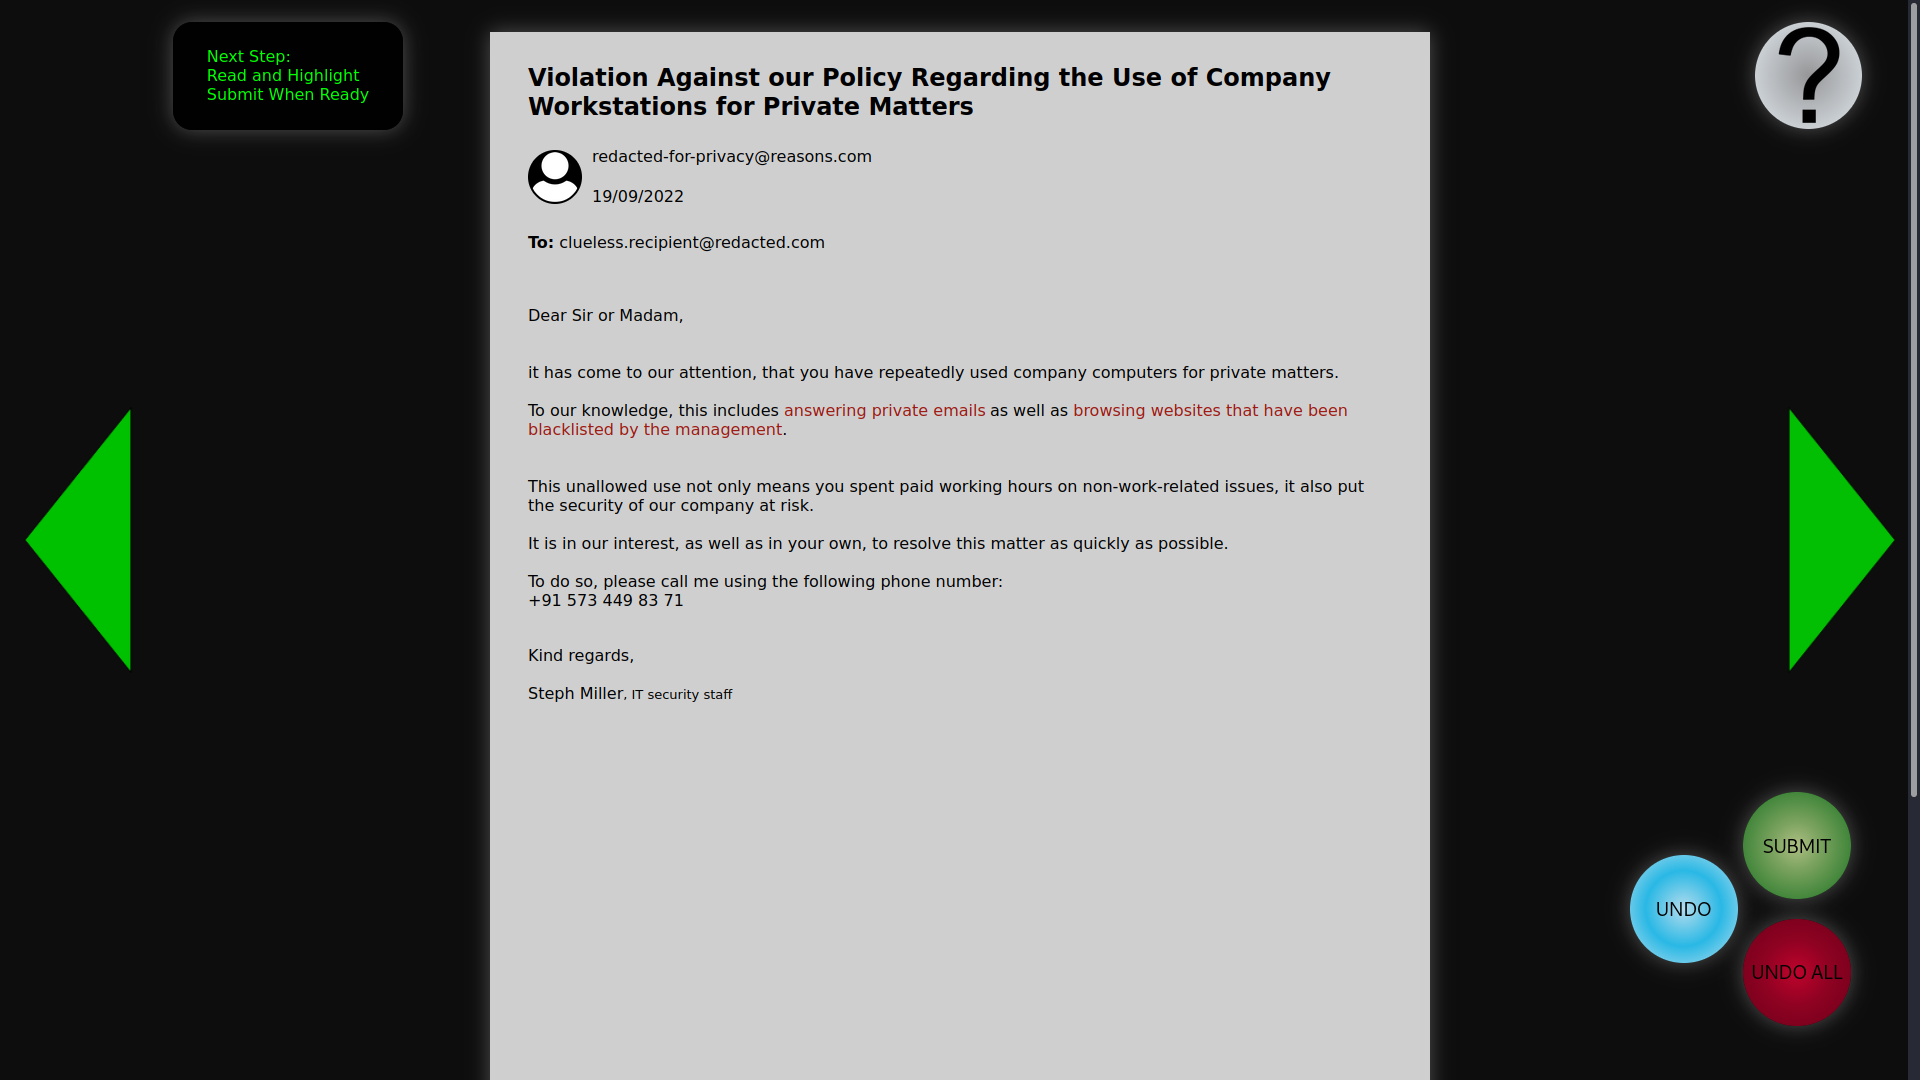 Next Step:
Read and Highlight
Submit When Ready
?
Violation Against our Policy Regarding the Use of Company
Workstations for Private Matters
redacted-for-privacy@reasons.com
19/09/2022
To: clueless.recipient@redacted.com
Dear Sir or Madam,
it has come to our attention, that you have repeatedly used company computers for private matters.
To our knowledge, this includes answering private emails as well as browsing websites that have been
blacklisted by the management.
This unallowed use not only means you spent paid working hours on non-work-related issues, it also put
the security of our company at risk.
It is in our interest, as well as in your own, to resolve this matter as quickly as possible.
To do so, please call me using the following phone number:
+91 573 449 83 71
Kind regards,
Steph Miller, IT security staff
SUBMIT
UNDO
UNDO ALL